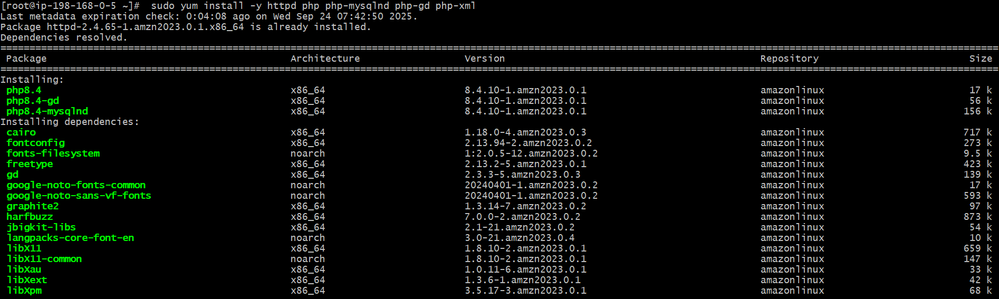 [root@ip-198-168-0-5 ~]#  sudo yum install -y httpd php php-mysqlnd php-gd php-xml
Last metadata expiration check: 0:04:08 ago on Wed Sep 24 07:42:50 2025.
Package httpd-2.4.65-1.amzn2023.0.1.x86_64 is already installed.
Dependencies resolved.
Package Architecture Version Repository Size
Installing:
php8.4 x86_64 8.4.10-1.amzn2023.0.1 amazonlinux 17 k
php8.4-gd x86_64 8.4.10-1.amzn2023.0.1 amazonlinux 56 k
php8.4-mysqlnd x86_64 8.4.10-1.amzn2023.0.1 amazonlinux 156 k
Installing dependencies:
cairo x86_64 1.18.0-4.amzn2023.0.3 amazonlinux 717 k
fontconfig x86_64 2.13.94-2.amzn2023.0.2 amazonlinux 273 k
fonts-filesystem noarch 1:2.0.5-12.amzn2023.0.2 amazonlinux 9.5 k
freetype x86_64 2.13.2-5.amzn2023.0.1 amazonlinux 423 k
gd x86_64 2.3.3-5.amzn2023.0.3 amazonlinux 139 k
google-noto-fonts-common noarch 20240401-1.amzn2023.0.2 amazonlinux 17 k
google-noto-sans-vf-fonts noarch 20240401-1.amzn2023.0.2 amazonlinux 593 k
graphite2 x86_64 1.3.14-7.amzn2023.0.2 amazonlinux 97 k
harfbuzz x86_64 7.0.0-2.amzn2023.0.2 amazonlinux 873 k
jbigkit-libs x86_64 2.1-21.amzn2023.0.2 amazonlinux 54 k
langpacks-core-font-en noarch 3.0-21.amzn2023.0.4 amazonlinux 10 k
libX11 x86_64 1.8.10-2.amzn2023.0.1 amazonlinux 659 k
libX11-common noarch 1.8.10-2.amzn2023.0.1 amazonlinux 147 k
libXau x86_64 1.0.11-6.amzn2023.0.1 amazonlinux 33 k
libXext x86_64 1.3.6-1.amzn2023.0.1 amazonlinux 42 k
libXpm x86_64 3.5.17-3.amzn2023.0.1 amazonlinux 68 k